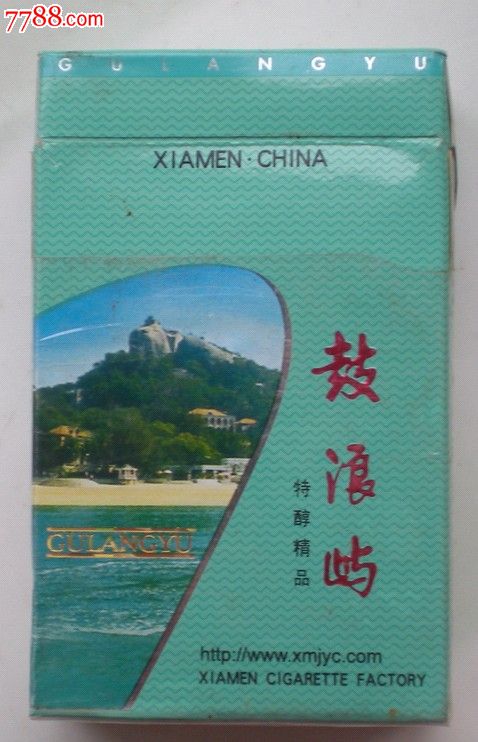 7788.com
GULANGYU
XIAMEN·CHINA
鼓浪屿
特醇精品
GULANGYU
http://www.xmjyc.com
XIAMEN CIGARETTE FACTORY